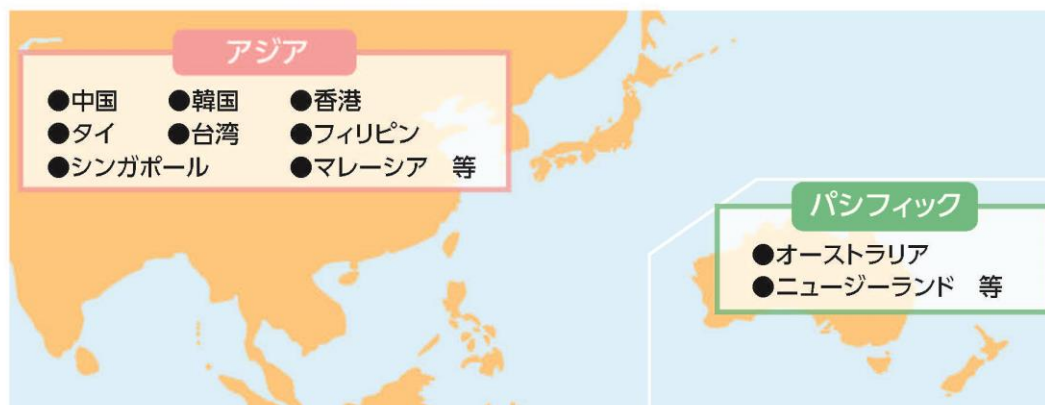 アジア
●中国 ●韓国 ●香港
●タイ ●台湾 ●フィリピン
●シンガポール ●マレーシア 等
パシフィック
●オーストラリア
●ニュージーランド 等